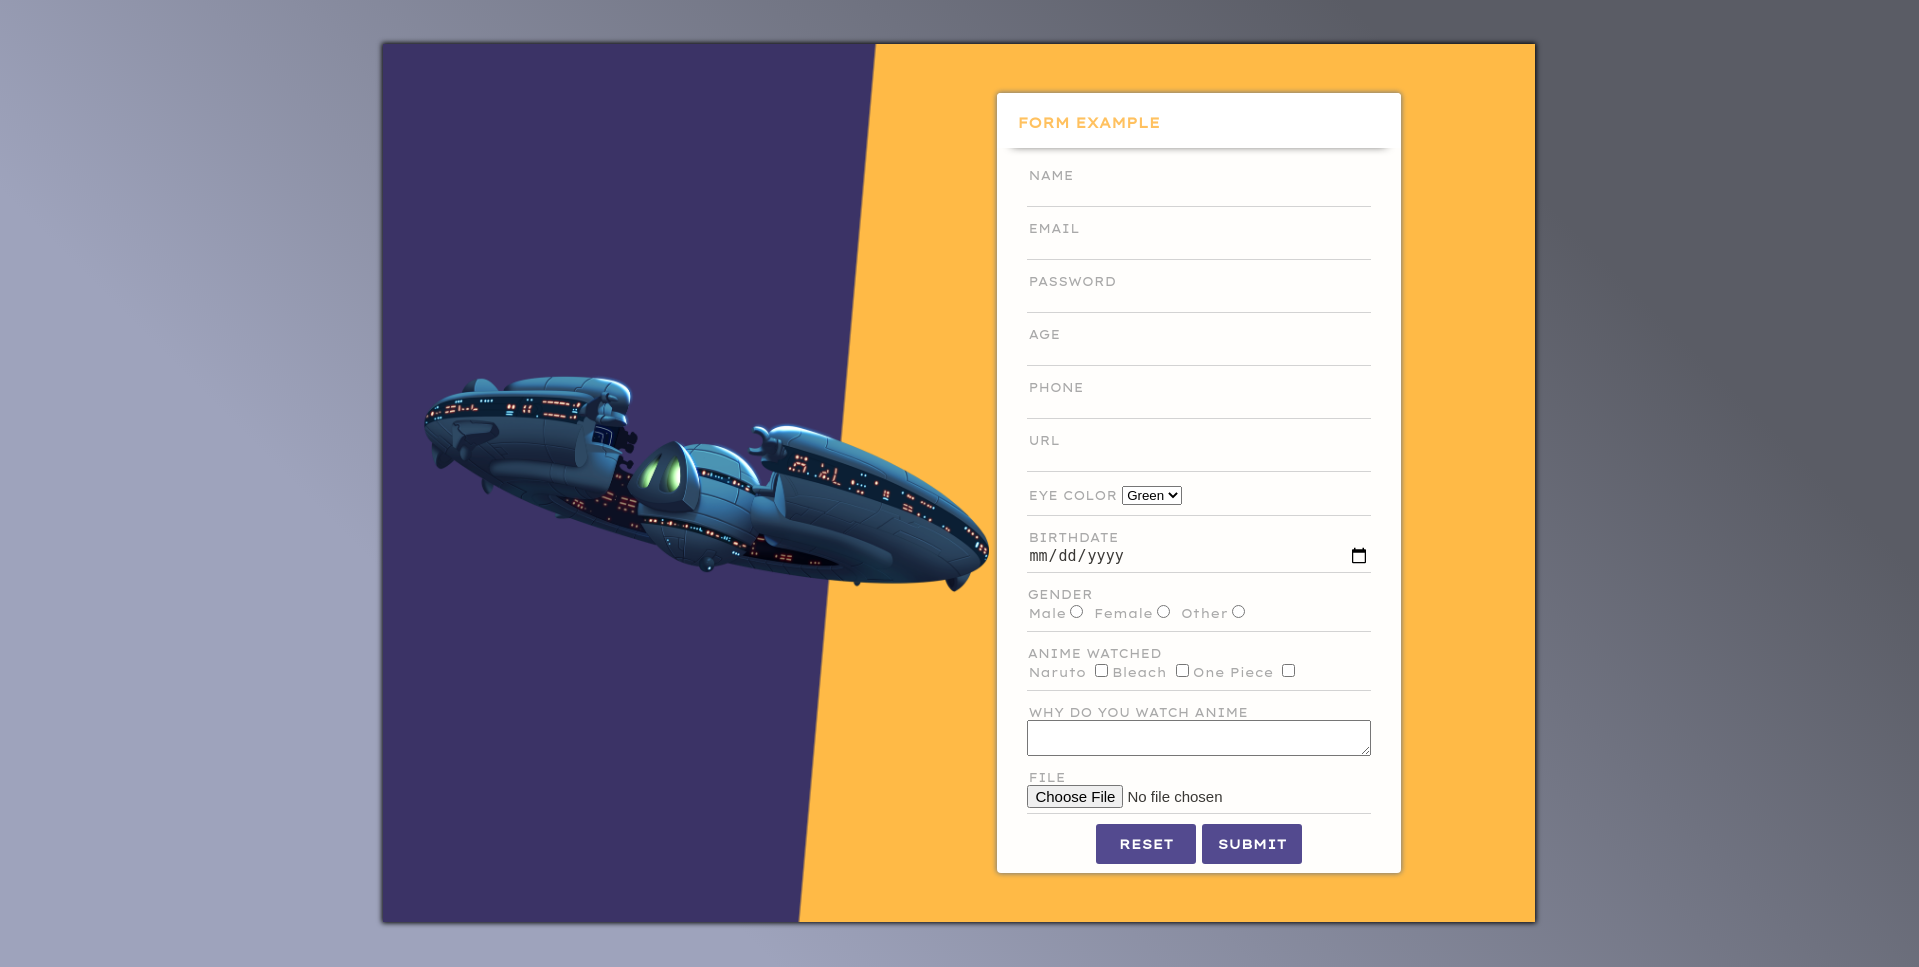 FORM EXAMPLE
NAME
EMAIL
PASSWORD
AGE
PHONE
URL
EYE COLOR Green
BIRTHDATE
mm/dd/yyyy
GENDER
Male Female Other
ANIME WATCHED
Naruto Bleach One Piece
WHY DO YOU WATCH ANIME
FILE
Choose File No file chosen
RESET SUBMIT